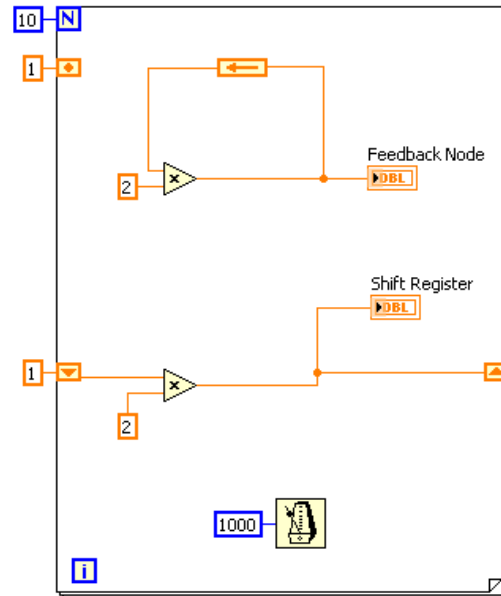 10 N
1
Feedback Node
× DBL
2
Shift Register
DBL
1
×
2
1000
i